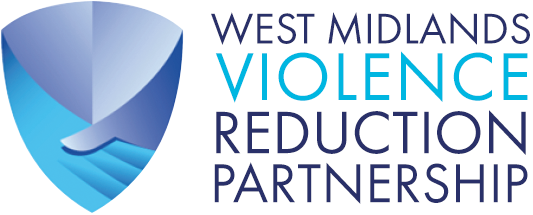 WEST MIDLANDS
VIOLENCE
REDUCTION
PARTNERSHIP